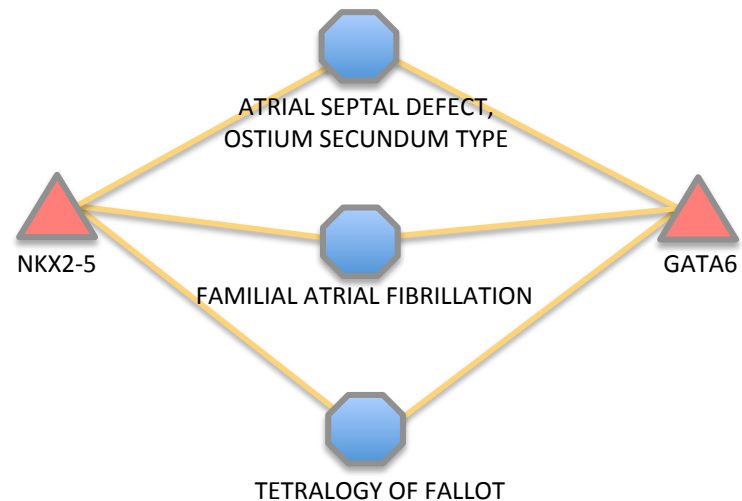 ATRIAL SEPTAL DEFECT,
OSTIUM SECUNDUM TYPE
NKX2-5
GATA6
FAMILIAL ATRIAL FIBRILLATION
TETRALOGY OF FALLOT